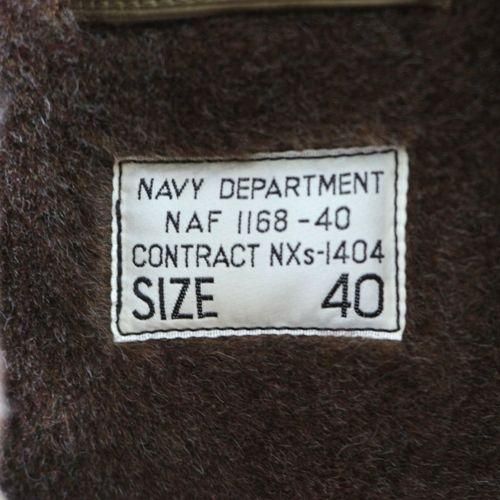 NAVY DEPARTMENT
NAF 1168-40
CONTRACT NXs-1404
SIZE 40